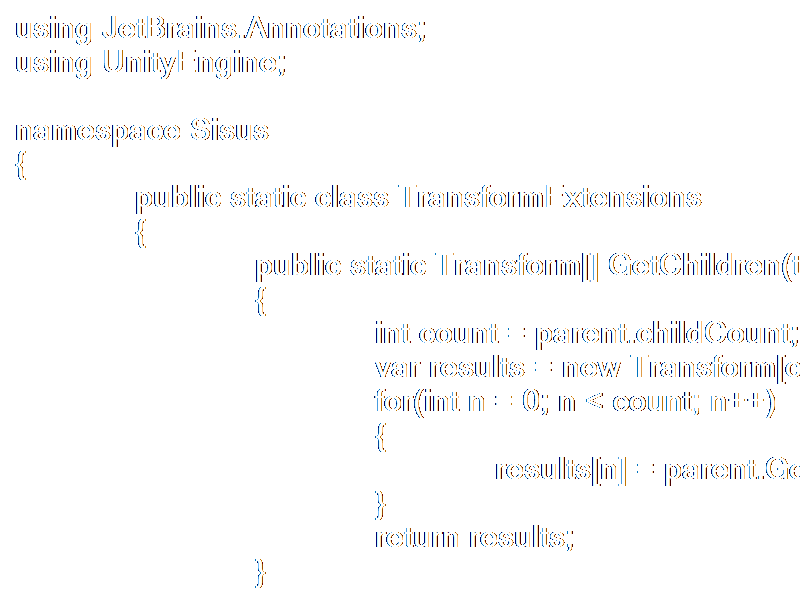 using JetBrains.Annotations;
using UnityEngine;

namespace Sisus
{
public static class TransformExtensions
{
public static Transform[] GetChildren(t
{
int count = parent.childCount;
var results = new Transform[c
for(int n = 0; n < count; n++)
{
results[n] = parent.Ge
}
return results;
}